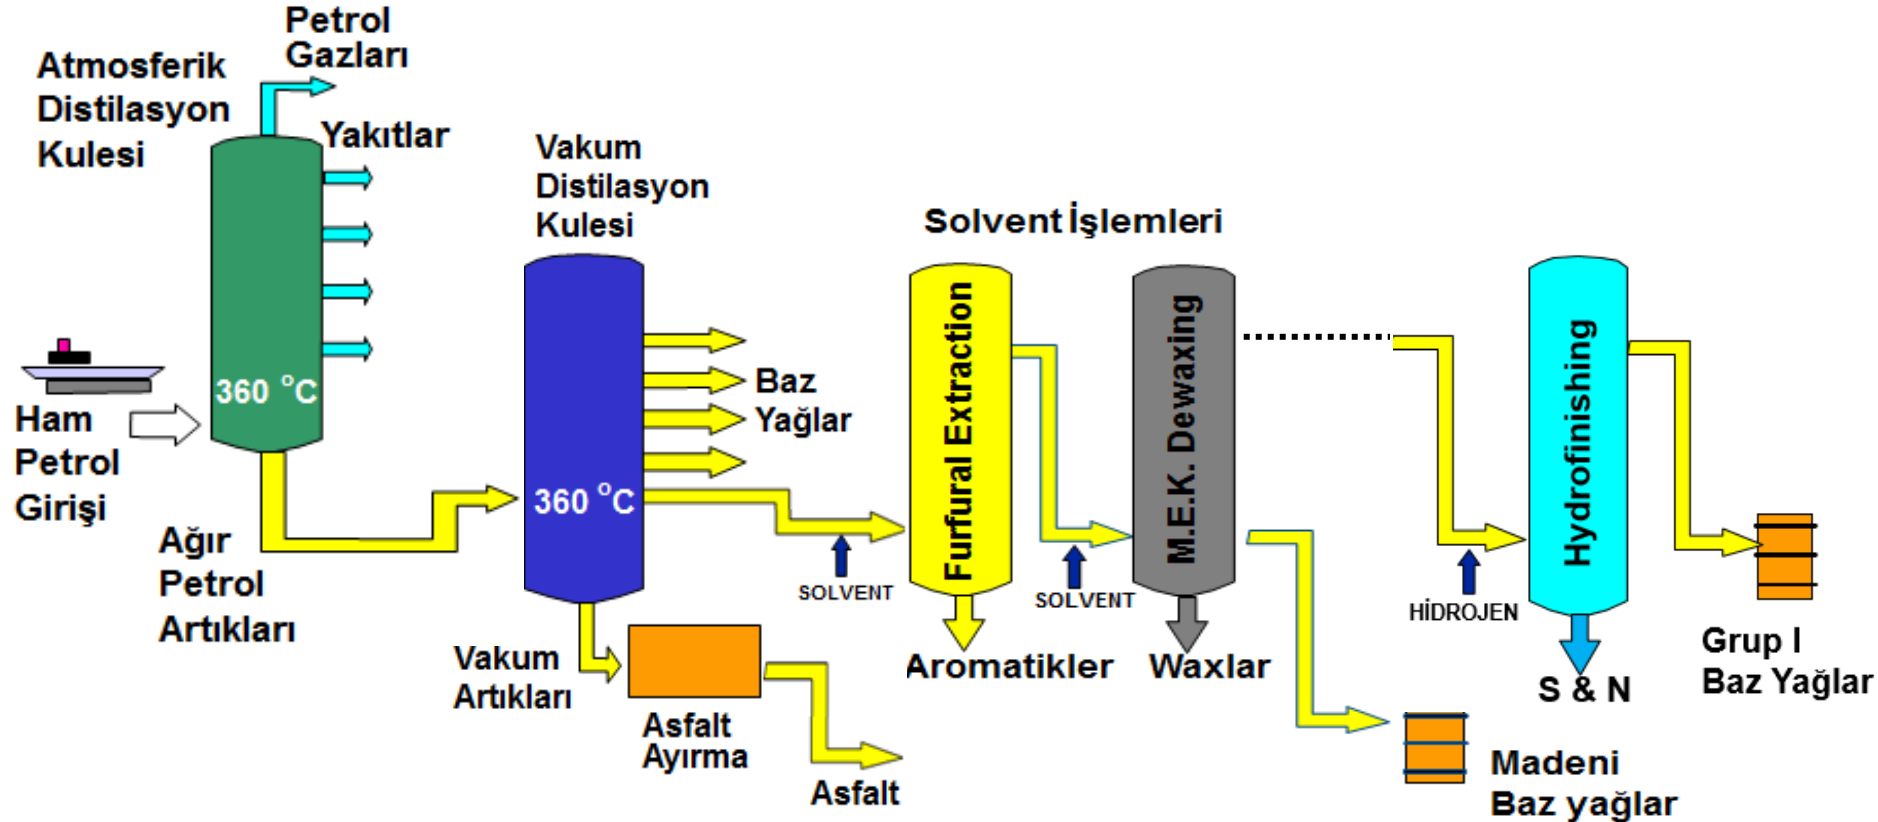 Petrol
Gazları
Atmosferik
Distilasyon
Kulesi
Yakıtlar
360 °C
Ham
Petrol
Girişi
Ağır
Petrol
Artıkları
Vakum
Distilasyon
Kulesi
360 °C
Baz
Yağlar
Vakum
Artıkları
Asfalt
Ayırma
Asfalt
Solvent İşlemleri
SOLVENT
Furfural Extraction
Aromatikler
SOLVENT
M.E.K. Dewaxing
Waxlar
Madeni
Baz yağlar
HİDROJEN
Hydrofinishing
S & N
Grup I
Baz Yağlar